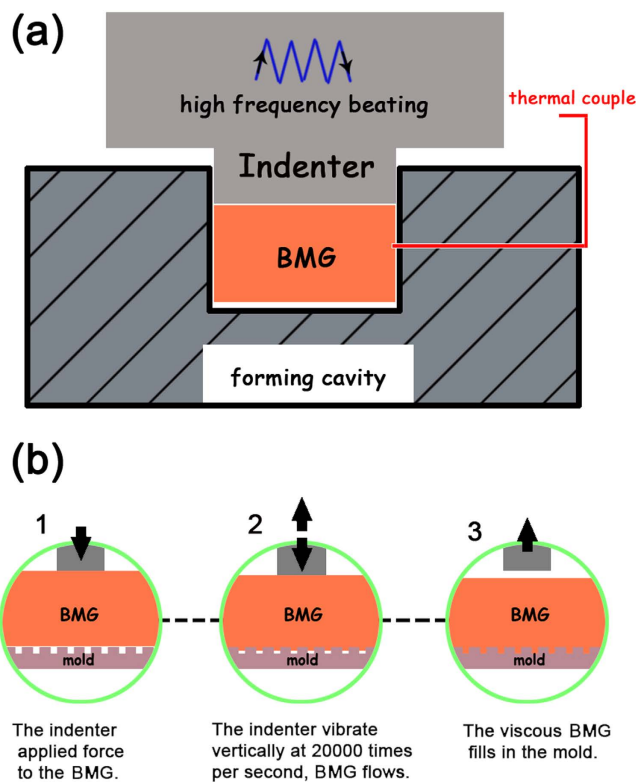 (a)
high frequency beating
thermal couple
Indenter
BMG
forming cavity
(b)
1
2
3
BMG
BMG
BMG
mold
mold
mold
The indenter
applied force
to the BMG.
The indenter vibrate
vertically at 20000 times
per second, BMG flows.
The viscous BMG
fills in the mold.